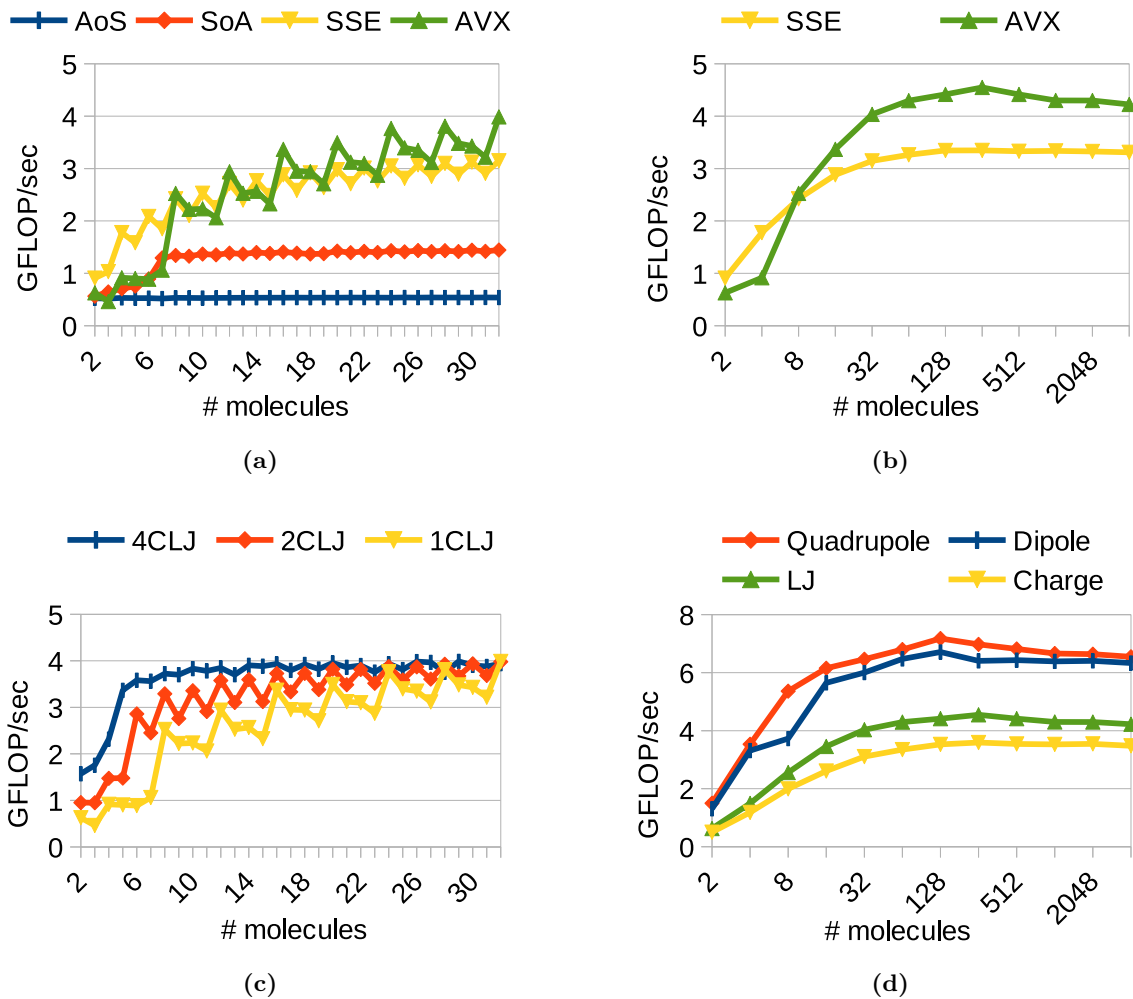 AoS SoA SSE AVX
5
4
3
2
1
0
GFLOP/sec
2 6 10 14 18 22 26 30
# molecules
(a)
SSE AVX
5
4
3
2
1
0
GFLOP/sec
2 8 32 128 512 2048
# molecules
(b)
4CLJ 2CLJ 1CLJ
5
4
3
2
1
0
GFLOP/sec
2 6 10 14 18 22 26 30
# molecules
(c)
Quadrupole Dipole
LJ Charge
8
6
4
2
0
GFLOP/sec
2 8 32 128 512 2048
# molecules
(d)